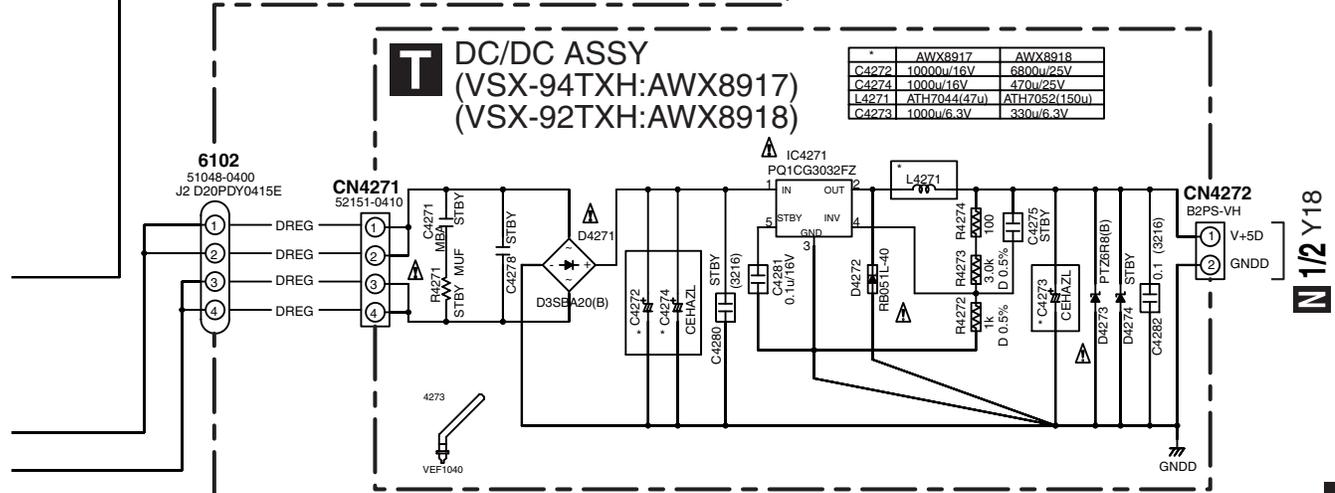 T
DC/DC ASSY
(VSX-94TXH:AWX8917)
(VSX-92TXH:AWX8918)
* AWX8917 AWX8918
C4272 10000u/16V 6800u/25V
C4274 1000u/16V 470u/25V
L4271 ATH7044(47u) ATH7052(150u)
C4273 1000u/6.3V 330u/6.3V
6102
51048-0400
J2 D20PDY0415E
1 DREG
2 DREG
3 DREG
4 DREG
CN4271
52151-0410
1
2
3
4
C4271
MBA
STBY
R4271
STBY MUF
C4278
STBY
D4271
~
- +
~
D3SBA20(B)
* C4272
* C4274
CEHAZL
C4280
STBY
(3216)
IC4271
PQ1CG3032FZ
1 IN OUT 2
5 STBY INV 4
GND
3
C4281
0.1u/16V
D4272
RB051L-40
*
L4271
R4274
100
R4273
3.0k
D 0.5%
R4272
1k
D 0.5%
C4275
STBY
* C4273
CEHAZL
D4273
PTZ6R8(B)
D4274
STBY
C4282
0.1 (3216)
CN4272
B2PS-VH
1 V+5D
2 GNDD
GNDD
N 1/2 Y18
4273
VEF1040